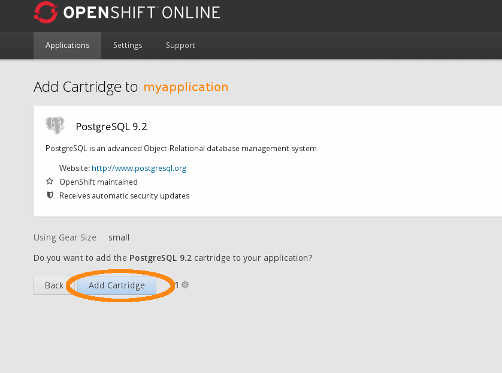 OPENSHIFT ONLINE
Applications Settings Support
Add Cartridge to myapplication
PostgreSQL 9.2
PostgreSQL is an advanced Object-Relational database management system
Website: http://www.postgresql.org
OpenShift maintained
Receives automatic security updates
Using Gear Size small
Do you want to add the PostgreSQL 9.2 cartridge to your application?
Back Add Cartridge 1